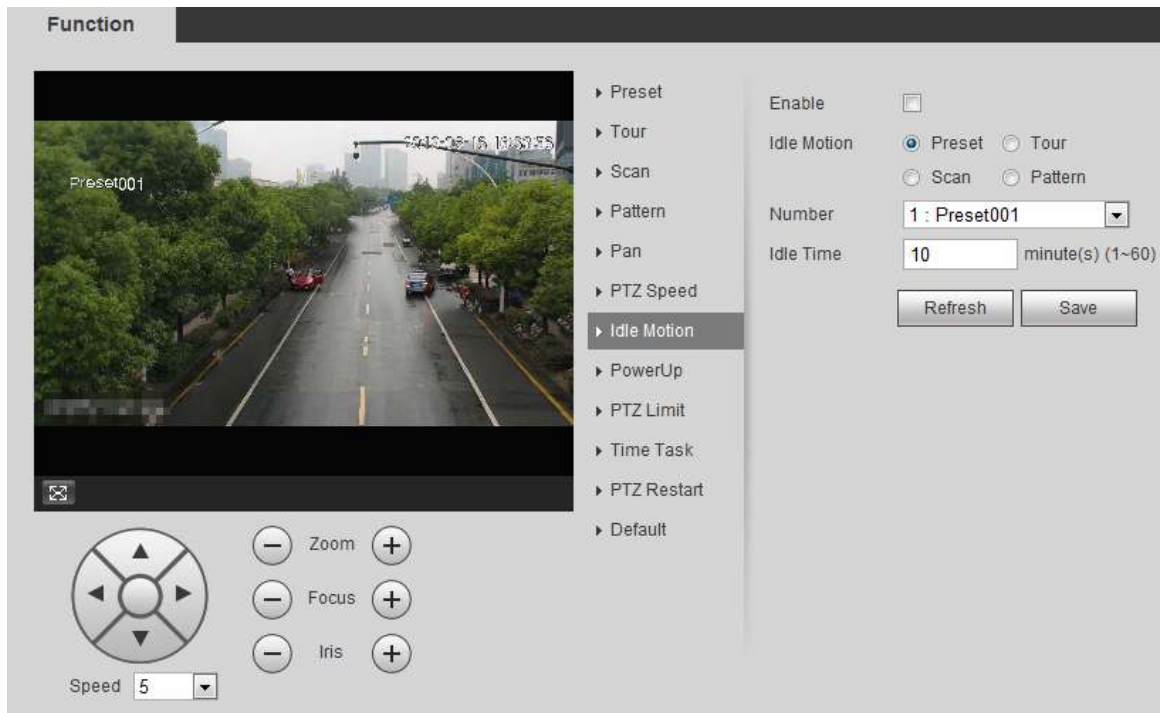 Function
Preset001
Preset
Tour
Scan
Pattern
Pan
PTZ Speed
Idle Motion
PowerUp
PTZ Limit
Time Task
PTZ Restart
Default
Enable
Idle Motion Preset Tour
Scan Pattern
Number 1 : Preset001
Idle Time 10 minute(s) (1~60)
Refresh Save
Zoom
Focus
Iris
Speed 5